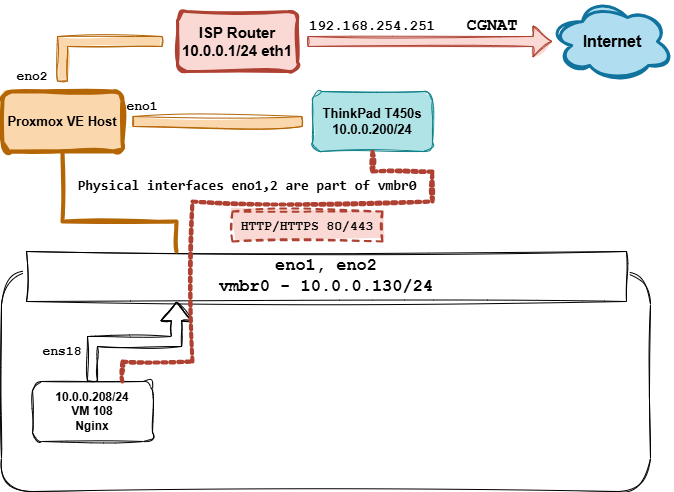 ISP Router
10.0.0.1/24 eth1
192.168.254.251
CGNAT
Internet
eno2
Proxmox VE Host
eno1
ThinkPad T450s
10.0.0.200/24
Physical interfaces eno1,2 are part of vmbr0
HTTP/HTTPS 80/443
eno1, eno2
vmbr0 - 10.0.0.130/24
ens18
10.0.0.208/24
VM 108
Nginx